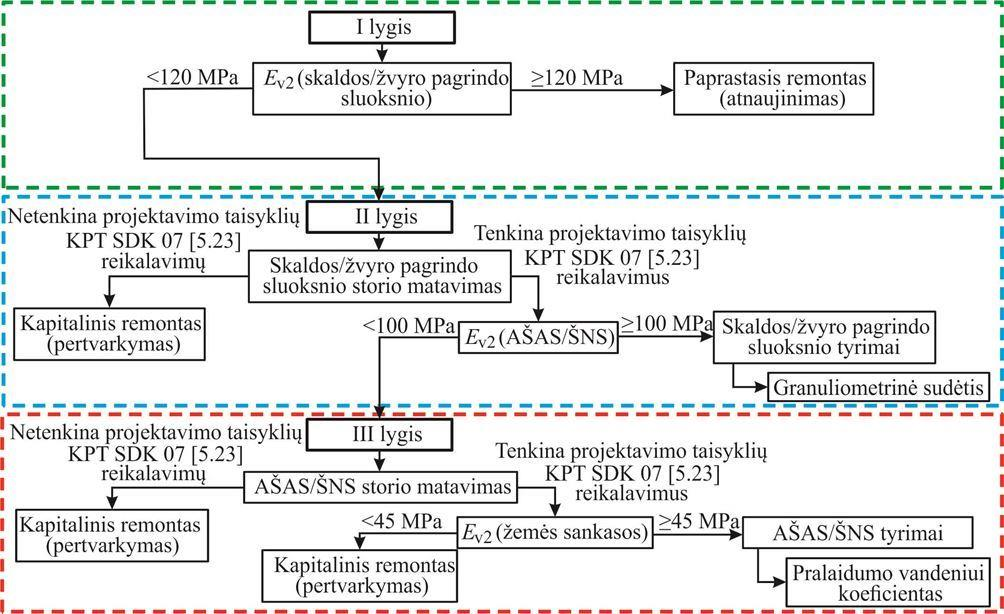 I lygis
<120 MPa
Ev2 (skaldos/žvyro pagrindo
sluoksnio)
≥120 MPa
Paprastasis remontas
(atnaujinimas)
Netenkina projektavimo taisyklių
KPT SDK 07 [5.23]
reikalavimų
II lygis
Tenkina projektavimo taisyklių
KPT SDK 07 [5.23]
reikalavimus
Skaldos/žvyro pagrindo
sluoksnio storio matavimas
Kapitalinis remontas
(pertvarkymas)
<100 MPa
Ev2 (AŠAS/ŠNS)
≥100 MPa
Skaldos/žvyro pagrindo
sluoksnio tyrimai
Granuliometrinė sudėtis
Netenkina projektavimo taisyklių
KPT SDK 07 [5.23]
reikalavimų
III lygis
Tenkina projektavimo taisyklių
KPT SDK 07 [5.23]
reikalavimus
AŠAS/ŠNS storio matavimas
Kapitalinis remontas
(pertvarkymas)
<45 MPa
Ev2 (žemės sankasos)
≥45 MPa
AŠAS/ŠNS tyrimai
Kapitalinis remontas
(pertvarkymas)
Pralaidumo vandeniui
koeficientas